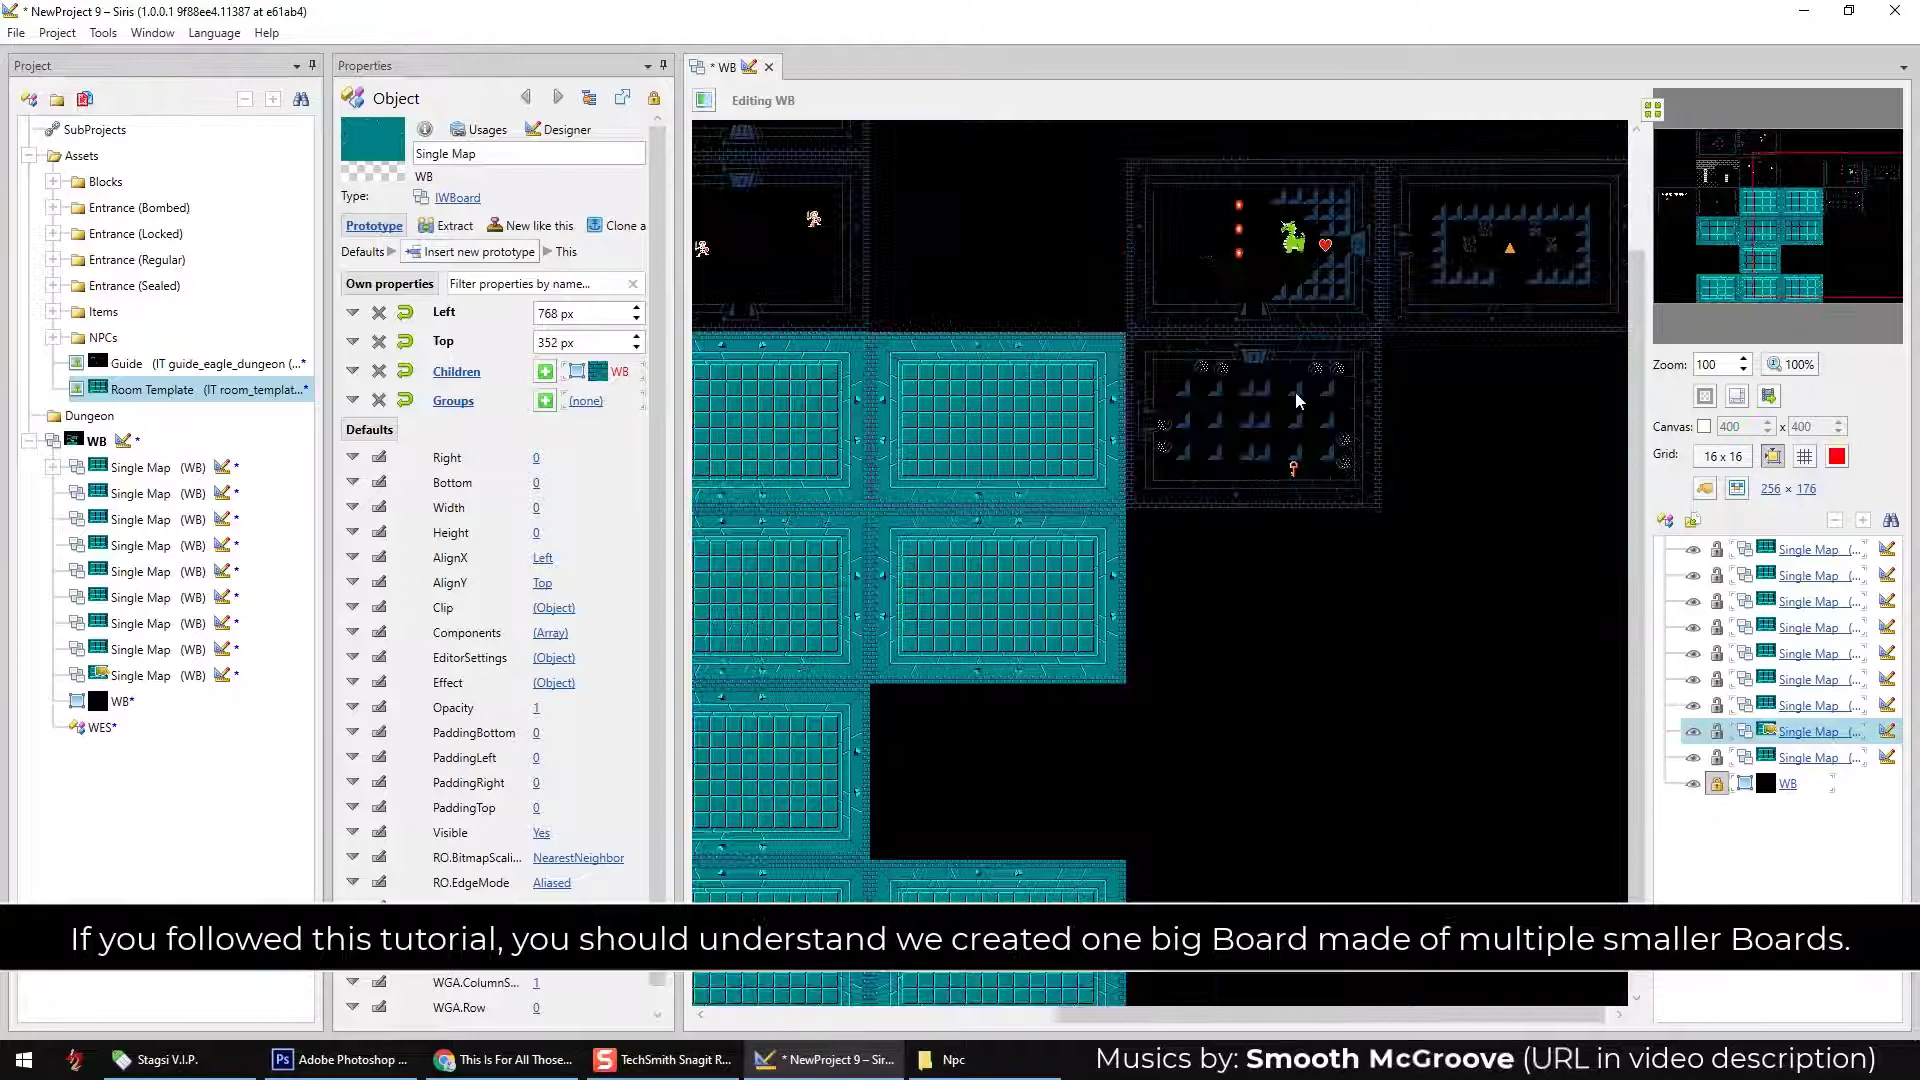 * NewProject 9 – Siris (1.0.0.1 9f88ee4.11387 at e61ab4)
File Project Tools Window Language Help
Project
SubProjects
Assets
Blocks
Entrance (Bombed)
Entrance (Locked)
Entrance (Regular)
Entrance (Sealed)
Items
NPCs
Guide (IT guide_eagle_dungeon (...*
Room Template (IT room_templat...*
Dungeon
WB *
Single Map (WB) *
Single Map (WB) *
Single Map (WB) *
Single Map (WB) *
Single Map (WB) *
Single Map (WB) *
Single Map (WB) *
Single Map (WB) *
Single Map (WB) *
WB*
WES*
Properties
Object
Usages Designer
Single Map
WB
Type: IWBoard
Prototype Extract New like this Clone a
Defaults Insert new prototype This
Own properties Filter properties by name...
Left 768 px
Top 352 px
Children WB
Groups (none)
Defaults
Right 0
Bottom 0
Width 0
Height 0
AlignX Left
AlignY Top
Clip (Object)
Components (Array)
EditorSettings (Object)
Effect (Object)
Opacity 1
PaddingBottom 0
PaddingLeft 0
PaddingRight 0
PaddingTop 0
Visible Yes
RO.BitmapScali... NearestNeighbor
RO.EdgeMode Aliased
WGA.ColumnS... 1
WGA.Row 0
* WB
Editing WB
Zoom: 100 100%
Canvas: 400 x 400
Grid: 16 x 16
256 × 176
Single Map (...
Single Map (...
Single Map (...
Single Map (...
Single Map (...
Single Map (...
Single Map (...
Single Map (...
Single Map (...
WB
If you followed this tutorial, you should understand we created one big Board made of multiple smaller Boards.
Stagsi V.I.P. Adobe Photoshop ... This Is For All Those... TechSmith Snagit R... * NewProject 9 – Sir... Npc
Ps
S
Musics by: Smooth McGroove (URL in video description)